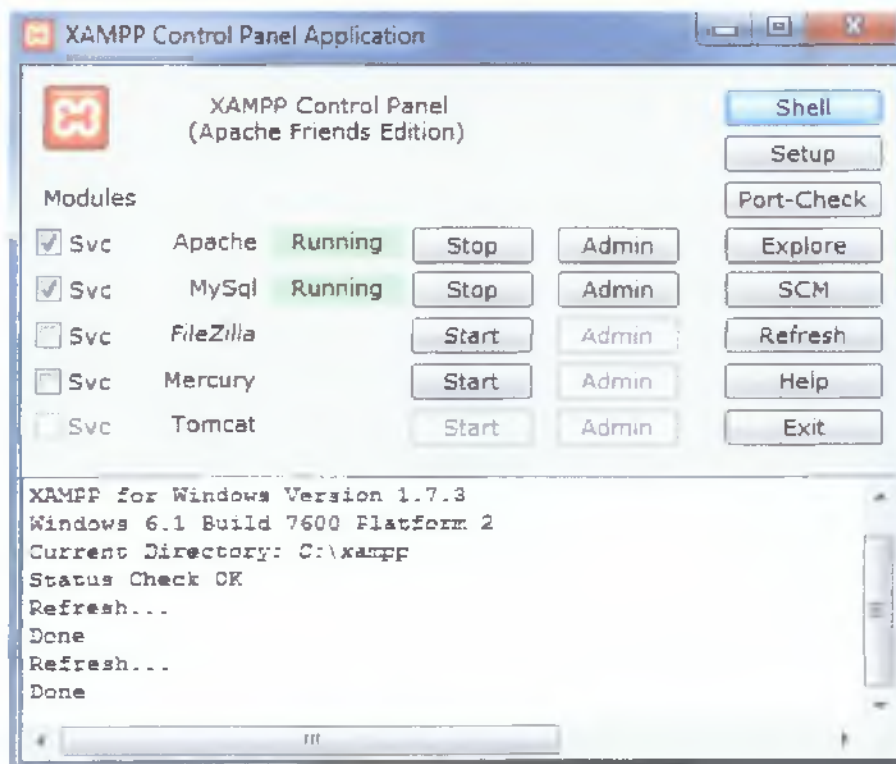 XAMPP Control Panel Application
XAMPP Control Panel
(Apache Friends Edition)
Shell
Setup
Modules
Port-Check
Svc Apache Running Stop Admin Explore
Svc MySql Running Stop Admin SCM
Svc FileZilla Start Admin Refresh
Svc Mercury Start Admin Help
Svc Tomcat Start Admin Exit
XAMPP for Windows Version 1.7.3
Windows 6.1 Build 7600 Platform 2
Current Directory: C:\xampp
Status Check OK
Refresh...
Done
Refresh...
Done